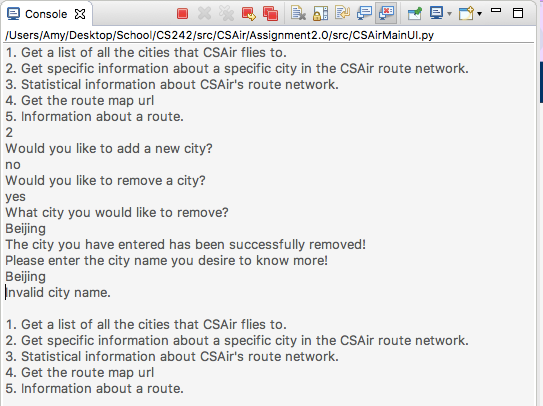 Console
/Users/Amy/Desktop/School/CS242/src/CSAir/Assignment2.0/src/CSAirMainUI.py
1. Get a list of all the cities that CSAir flies to.
2. Get specific information about a specific city in the CSAir route network.
3. Statistical information about CSAir's route network.
4. Get the route map url
5. Information about a route.
2
Would you like to add a new city?
no
Would you like to remove a city?
yes
What city you would like to remove?
Beijing
The city you have entered has been successfully removed!
Please enter the city name you desire to know more!
Beijing
Invalid city name.
1. Get a list of all the cities that CSAir flies to.
2. Get specific information about a specific city in the CSAir route network.
3. Statistical information about CSAir's route network.
4. Get the route map url
5. Information about a route.